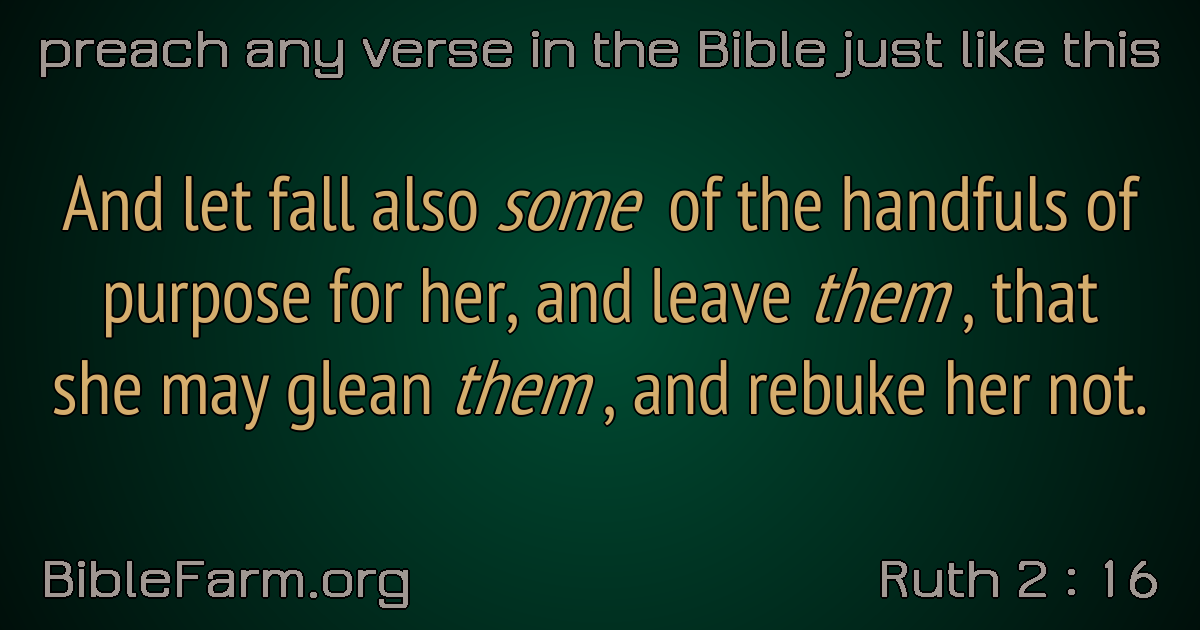 preach any verse in the Bible just like this
And let fall also some of the handfuls of
purpose for her, and leave them , that
she may glean them , and rebuke her not.
BibleFarm.org
Ruth 2 : 16